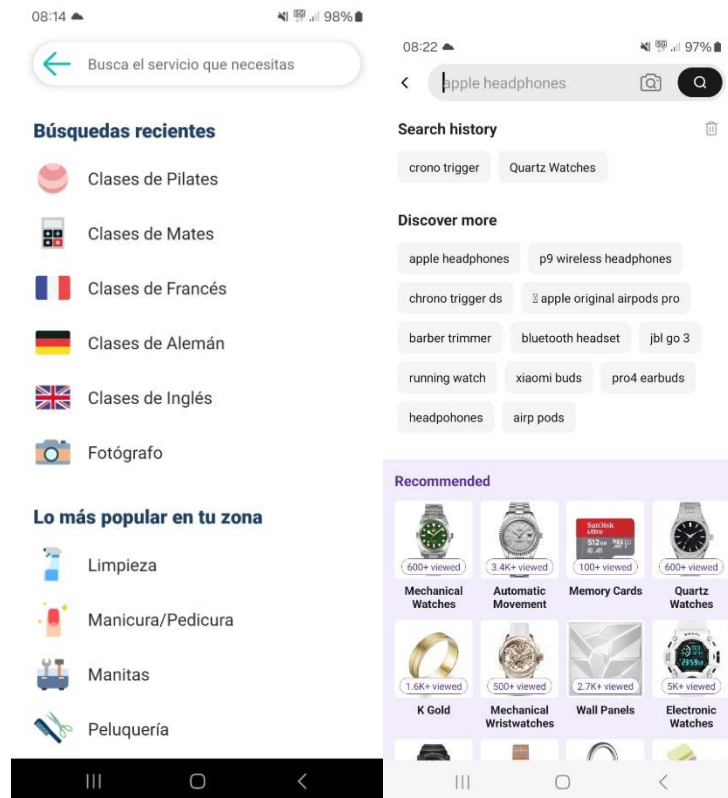 08:14
98%
Busca el servicio que necesitas
Búsquedas recientes
Clases de Pilates
Clases de Mates
Clases de Francés
Clases de Alemán
Clases de Inglés
Fotógrafo
Lo más popular en tu zona
Limpieza
Manicura/Pedicura
Manitas
Peluquería
08:22
5G
97%
apple headphones
Search history
crono trigger
Quartz Watches
Discover more
apple headphones
p9 wireless headphones
chrono trigger ds
apple original airpods pro
barber trimmer
bluetooth headset
jbl go 3
running watch
xiaomi buds
pro4 earbuds
headpohones
airp pods
Recommended
600+ viewed
3.4K+ viewed
SanDisk
Ultra
512
100+ viewed
600+ viewed
Mechanical
Watches
Automatic
Movement
Memory Cards
Quartz
Watches
1.6K+ viewed
500+ viewed
2.7K+ viewed
5K+ viewed
K Gold
Mechanical
Wristwatches
Wall Panels
Electronic
Watches